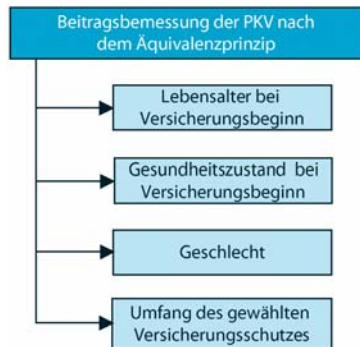 Beitragsbemessung der PKV nach
dem Äquivalenzprinzip
Lebensalter bei
Versicherungsbeginn
Gesundheitszustand bei
Versicherungsbeginn
Geschlecht
Umfang des gewählten
Versicherungsschutzes